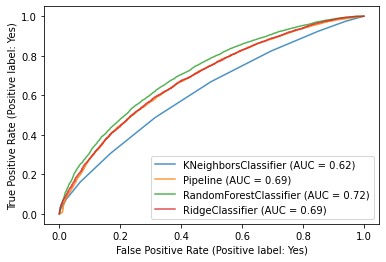 True Positive Rate (Positive label: Yes)
1.0
0.8
0.6
0.4
0.2
0.0
KNeighborsClassifier (AUC = 0.62)
Pipeline (AUC = 0.69)
RandomForestClassifier (AUC = 0.72)
RidgeClassifier (AUC = 0.69)
0.0 0.2 0.4 0.6 0.8 1.0
False Positive Rate (Positive label: Yes)